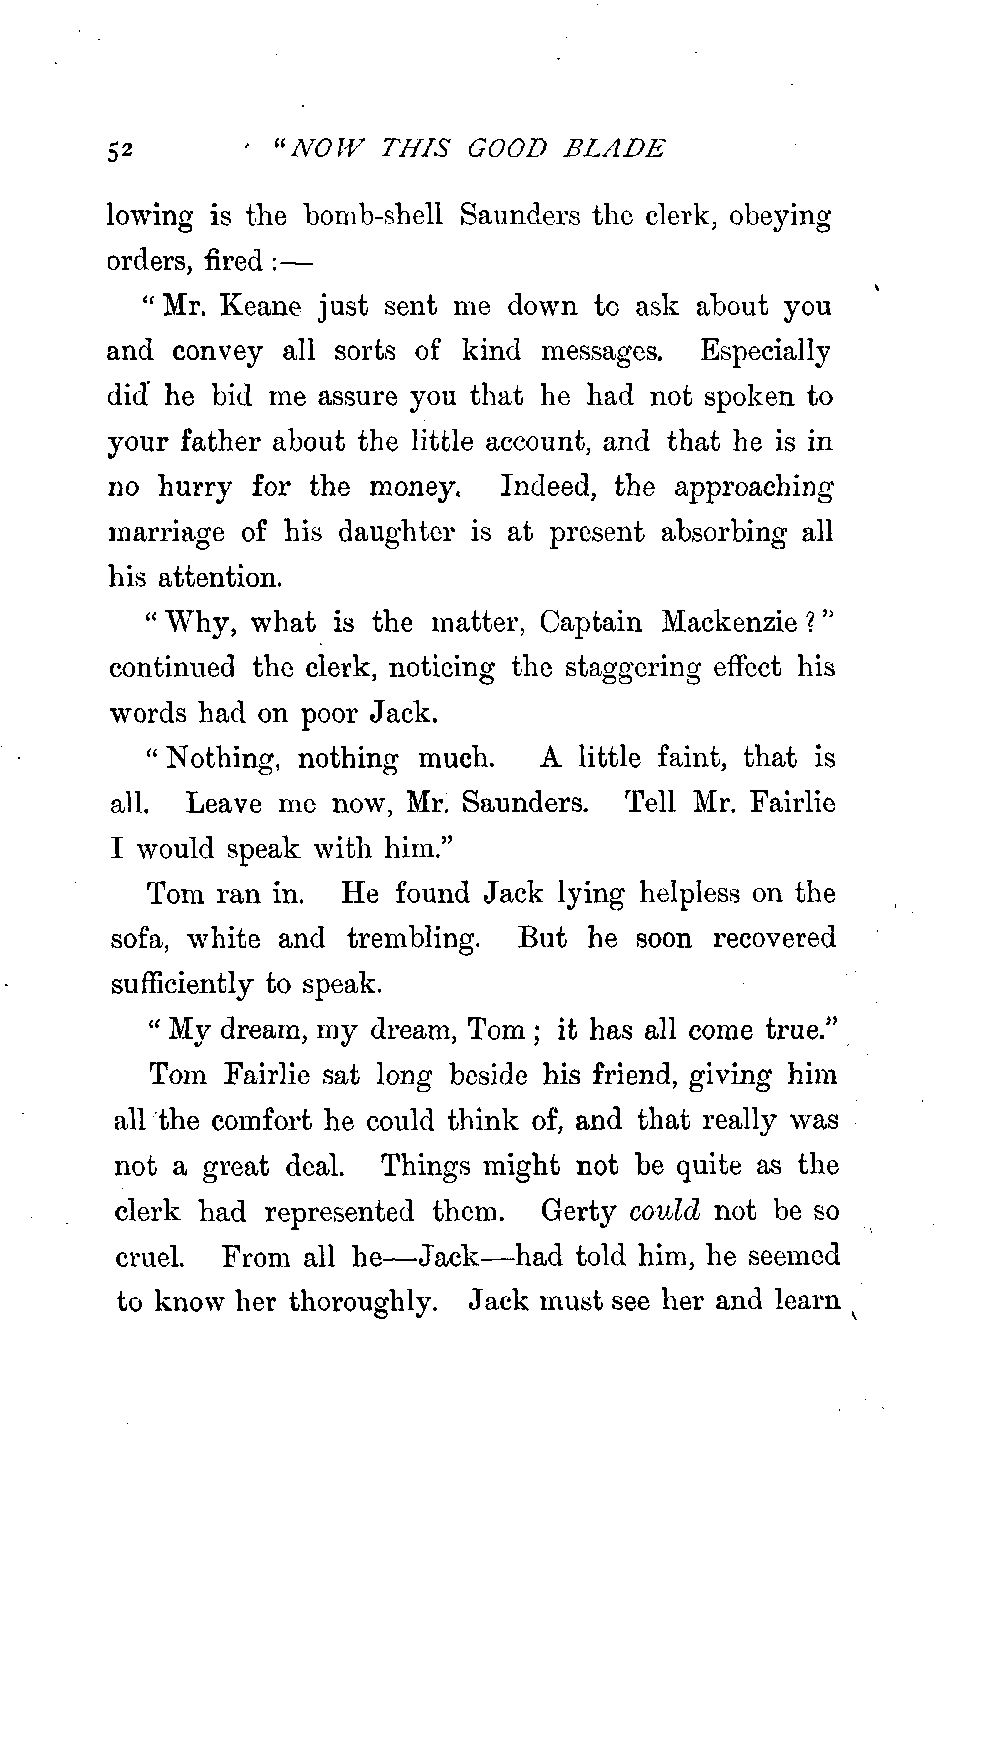 52 "NOW THIS GOOD BLADE
lowing is the bomb-shell Saunders the clerk, obeying
orders, fired :—
"Mr. Keane just sent me down to ask about you
and convey all sorts of kind messages. Especially
did he bid me assure you that he had not spoken to
your father about the little account, and that he is in
no hurry for the money. Indeed, the approaching
marriage of his daughter is at present absorbing all
his attention.
"Why, what is the matter, Captain Mackenzie?"
continued the clerk, noticing the staggering effect his
words had on poor Jack.
"Nothing, nothing much. A little faint, that is
all. Leave me now, Mr. Saunders. Tell Mr. Fairlie
I would speak with him."
Tom ran in. He found Jack lying helpless on the
sofa, white and trembling. But he soon recovered
sufficiently to speak.
"My dream, my dream, Tom; it has all come true."
Tom Fairlie sat long beside his friend, giving him
all the comfort he could think of, and that really was
not a great deal. Things might not be quite as the
clerk had represented them. Gerty could not be so
cruel. From all he—Jack—had told him, he seemed
to know her thoroughly. Jack must see her and learn